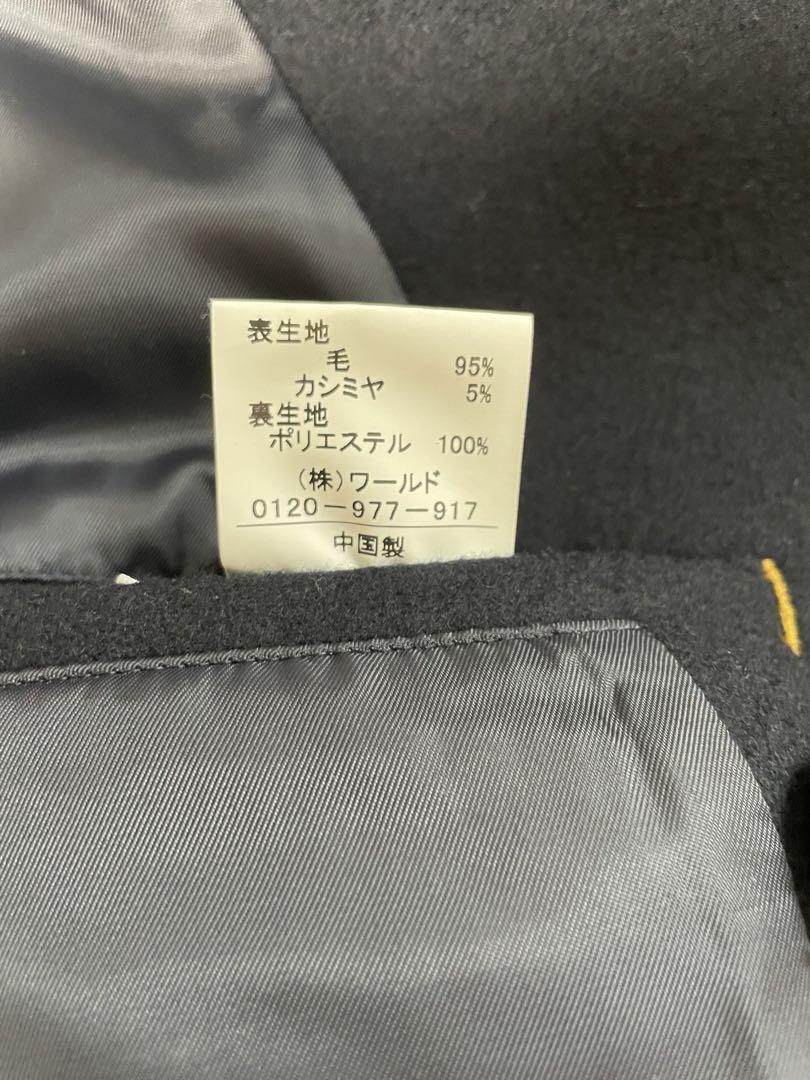 表生地
毛 95%
カシミヤ 5%
裏生地
ポリエステル 100%
(株)ワールド
0120-977-917
中国製